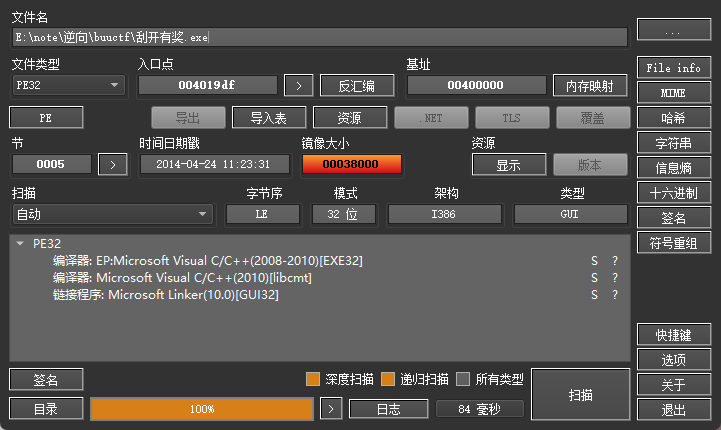 文件名
E:\note\逆向\buuctf\刮开有奖.exe
...
文件类型 入口点 基址
PE32 004019df > 反汇编 00400000 内存映射
File info
MIME
PE 导出 导入表 资源 .NET TLS 覆盖
哈希
节 时间日期戳 镜像大小 资源
字符串
0005 > 2014-04-24 11:23:31 00038000 显示 版本
信息熵
扫描 字节序 模式 架构 类型
十六进制
自动 LE 32 位 I386 GUI
签名
PE32
符号重组
编译器: EP:Microsoft Visual C/C++(2008-2010)[EXE32] S ?
编译器: Microsoft Visual C/C++(2010)[libcmt] S ?
链接程序: Microsoft Linker(10.0)[GUI32] S ?
快捷键
选项
签名 深度扫描 递归扫描 所有类型 扫描
关于
目录 100% > 日志 84 毫秒
退出